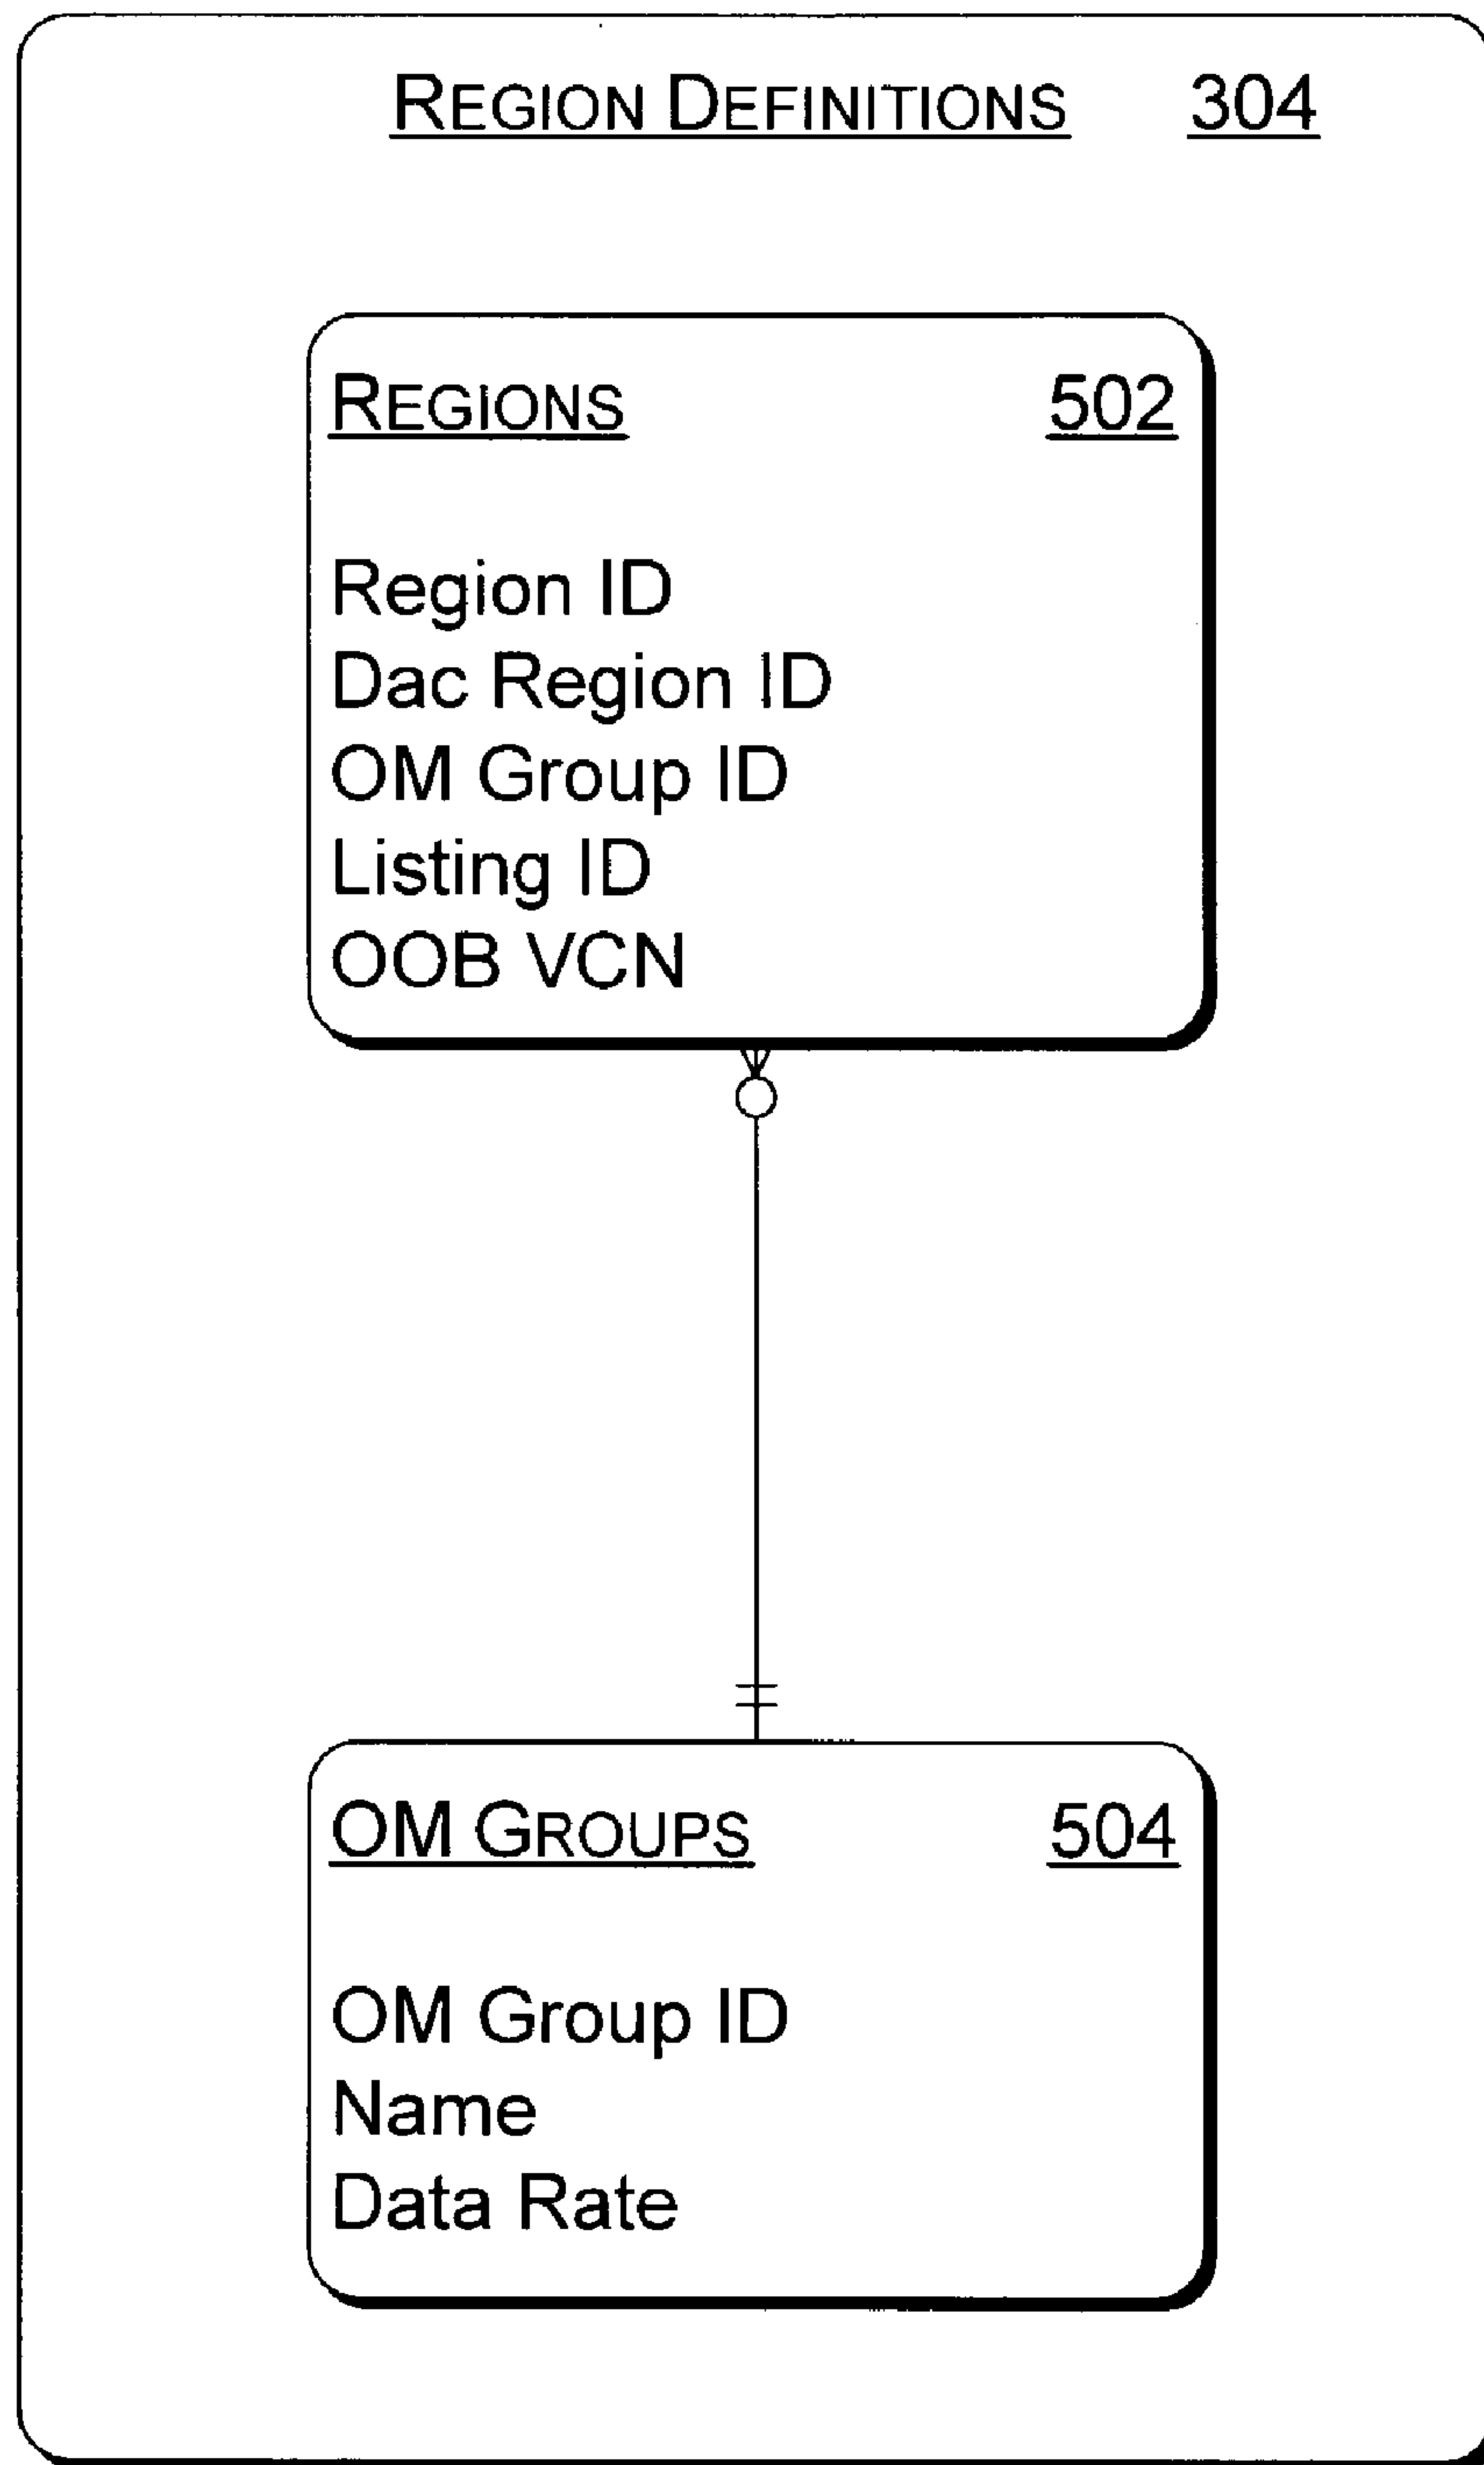 REGION DEFINITIONS 304
REGIONS 502
Region ID
Dac Region ID
OM Group ID
Listing ID
OOB VCN
OM GROUPS 504
OM Group ID
Name
Data Rate